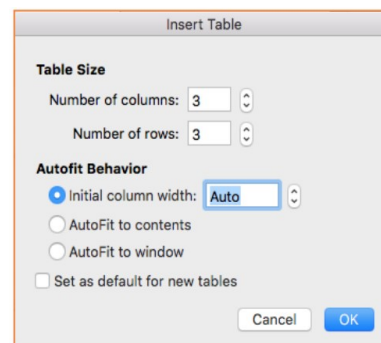 Insert Table
Table Size
Number of columns: 3
Number of rows: 3
Autofit Behavior
Initial column width: Auto
AutoFit to contents
AutoFit to window
Set as default for new tables
Cancel OK